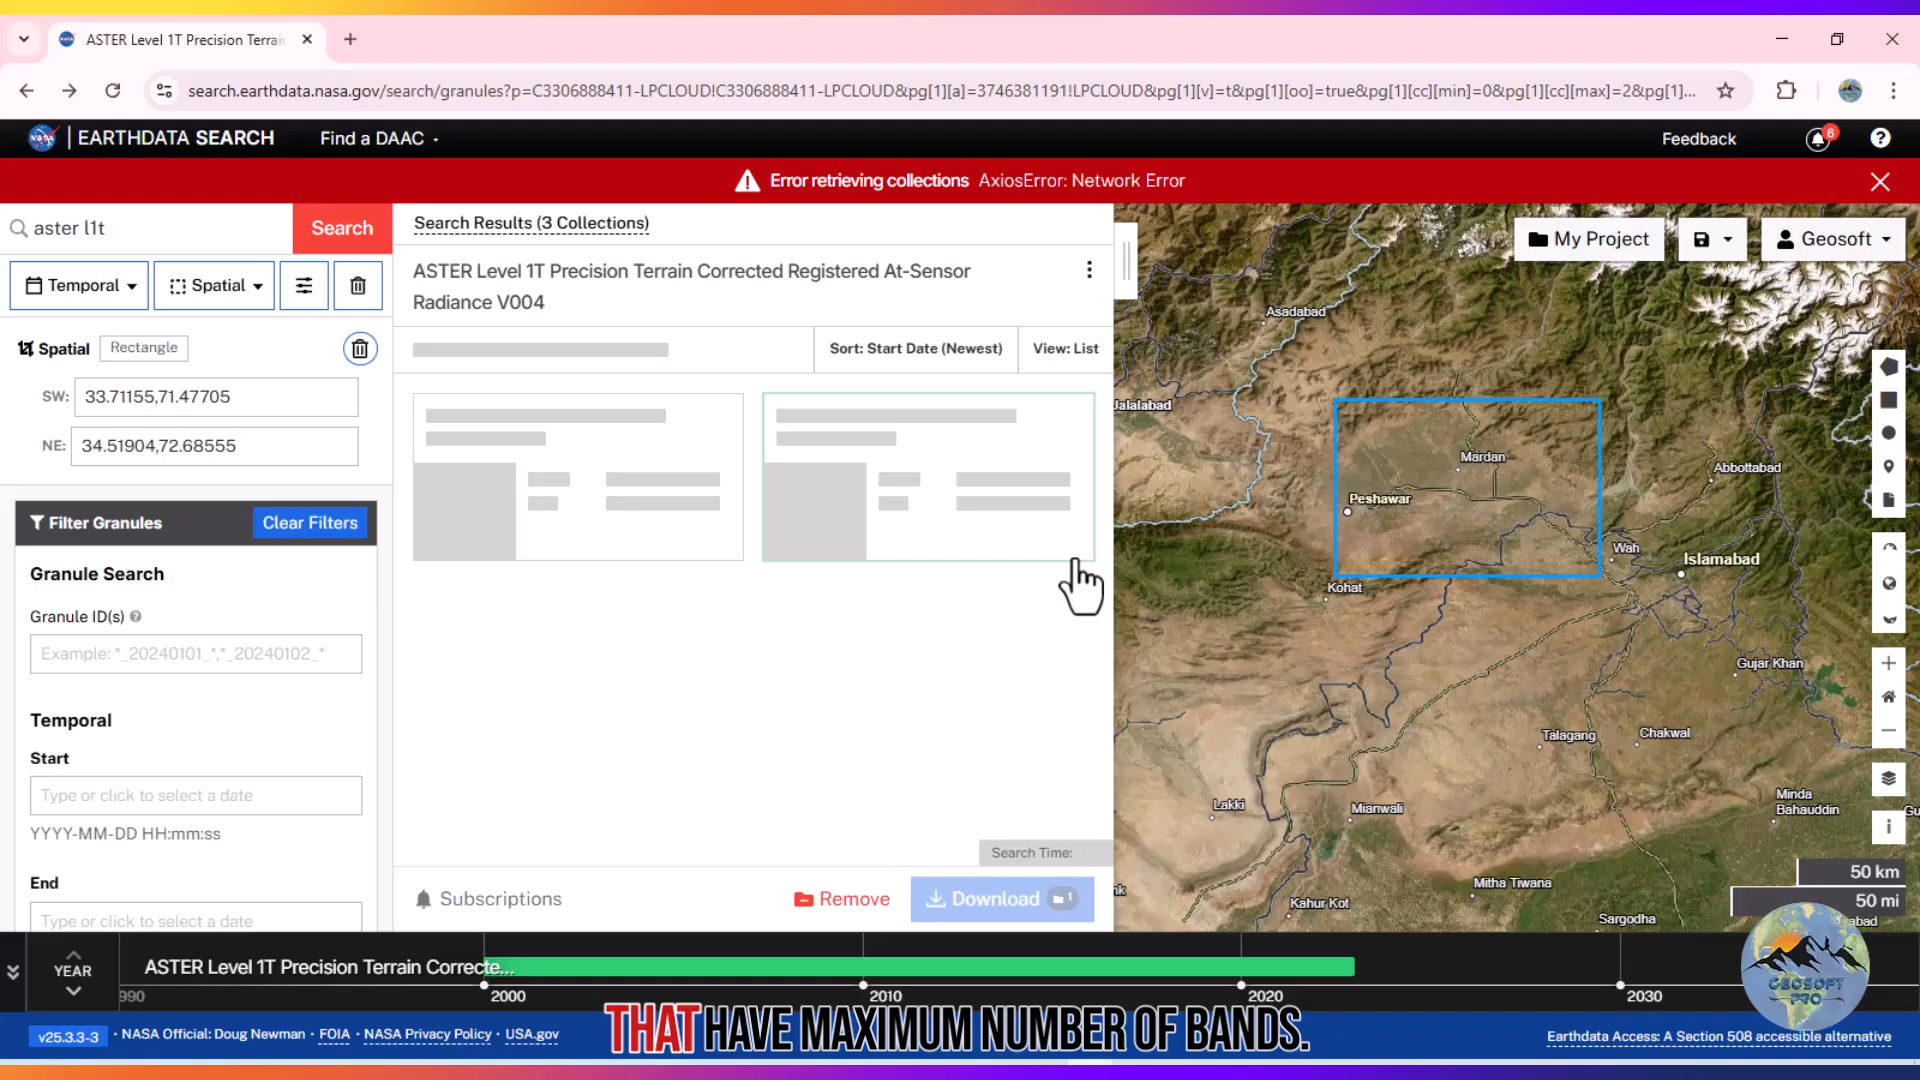 ASTER Level 1T Precision Terrai
search.earthdata.nasa.gov/search/granules?p=C3306888411-LPCLOUD!C3306888411-LPCLOUD&pg[1][a]=3746381191!LPCLOUD&pg[1][v]=t&pg[1][oo]=true&pg[1][cc][min]=0&pg[1][cc][max]=2&pg[1]...
EARTHDATA SEARCH
Find a DAAC
Feedback
6
Error retrieving collections AxiosError: Network Error
aster l1t
Search
Search Results (3 Collections)
My Project
Geosoft
Temporal
Spatial
ASTER Level 1T Precision Terrain Corrected Registered At-Sensor
Radiance V004
Spatial
Rectangle
Sort: Start Date (Newest)
View: List
SW: 33.71155,71.47705
NE: 34.51904,72.68555
Filter Granules
Clear Filters
Granule Search
Granule ID(s)
Example: *_20240101_*,*_20240102_*
Temporal
Start
Type or click to select a date
YYYY-MM-DD HH:mm:ss
End
Type or click to select a date
Search Time:
Subscriptions
Remove
Download 1
Asadabad
Jalalabad
Mardan
Peshawar
Abbottabad
Wah
Islamabad
Kohat
Gujar Khan
Talagang
Chakwal
Lakki
Mianwali
Minda
Bahauddin
Gu
Mitha Tiwana
Kahur Kot
Sargodha
abad
nk
50 km
50 mi
YEAR
ASTER Level 1T Precision Terrain Correcte...
990
2000
2010
2020
2030
GEOSOFT
PRO
THAT HAVE MAXIMUM NUMBER OF BANDS.
v25.3.3-3 • NASA Official: Doug Newman • FOIA • NASA Privacy Policy • USA.gov
Earthdata Access: A Section 508 accessible alternative